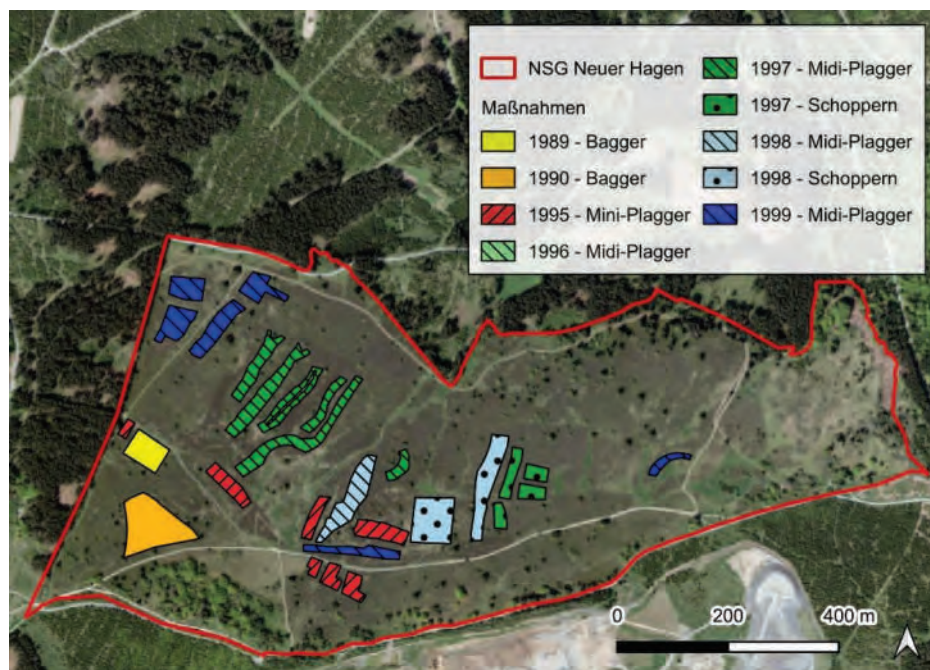 NSG Neuer Hagen
Maßnahmen
1989 - Bagger
1990 - Bagger
1995 - Mini-Plagger
1996 - Midi-Plagger
1997 - Midi-Plagger
1997 - Schoppern
1998 - Midi-Plagger
1998 - Schoppern
1999 - Midi-Plagger
0 200 400 m